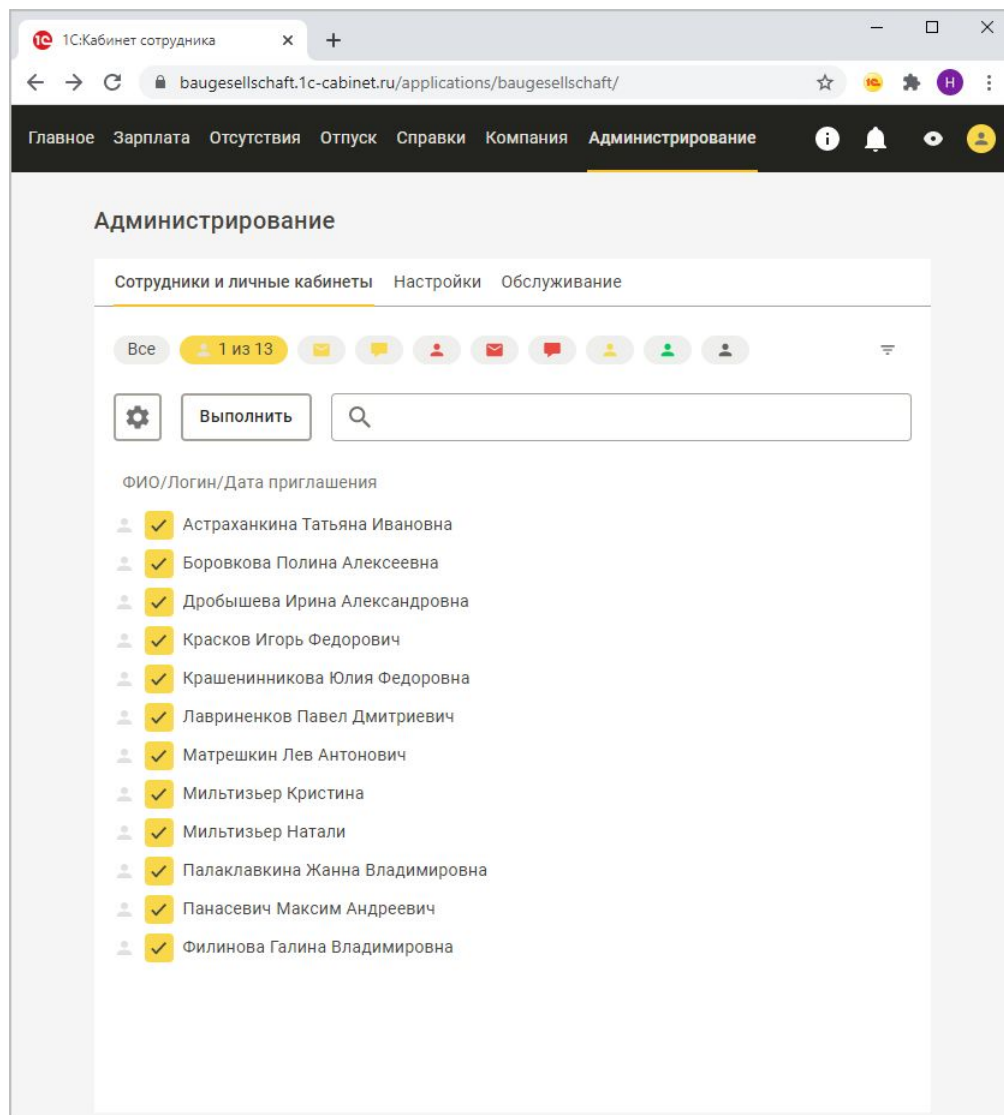 1С:Кабинет сотрудника
baugesellschaft.1c-cabinet.ru/applications/baugesellschaft/
1С
Н
Главное Зарплата Отсутствия Отпуск Справки Компания Администрирование
Администрирование
Сотрудники и личные кабинеты Настройки Обслуживание
Все 1 из 13
Выполнить
ФИО/Логин/Дата приглашения
Астраханкина Татьяна Ивановна
Боровкова Полина Алексеевна
Дробышева Ирина Александровна
Красков Игорь Федорович
Крашенинникова Юлия Федоровна
Лавриненков Павел Дмитриевич
Матрешкин Лев Антонович
Мильтизьер Кристина
Мильтизьер Натали
Палаклавкина Жанна Владимировна
Панасевич Максим Андреевич
Филинова Галина Владимировна